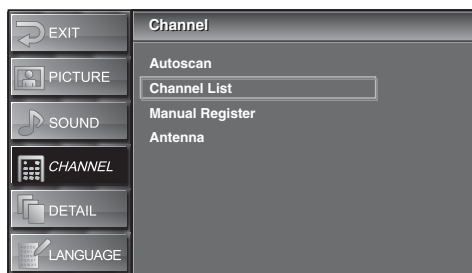 EXIT
PICTURE
SOUND
CHANNEL
DETAIL
LANGUAGE
Channel
Autoscan
Channel List
Manual Register
Antenna